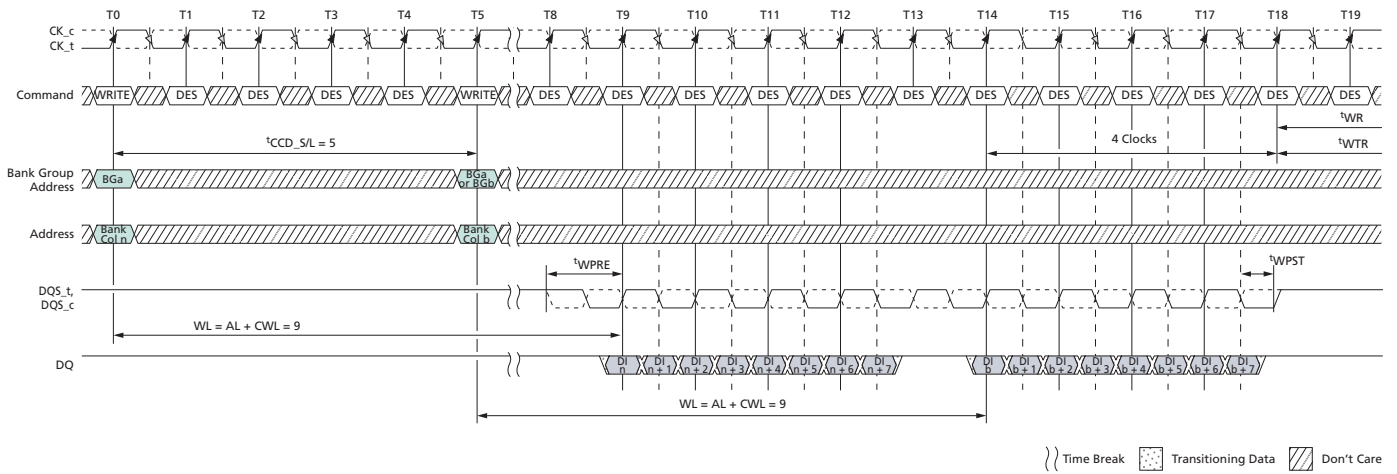 T0 T1 T2 T3 T4 T5 T8 T9 T10 T11 T12 T13 T14 T15 T16 T17 T18 T19
CK_c
CK_t
Command WRITE DES DES DES DES WRITE DES DES DES DES DES DES DES DES DES DES DES DES
tWR
tCCD_S/L = 5 4 Clocks tWTR
Bank Group
Address BGa BGa
or BGb
Address Bank
Col n Bank
Col b
tWPRE tWPST
DQS_t,
DQS_c
WL = AL + CWL = 9
DQ DI
n DI
n + 1 DI
n + 2 DI
n + 3 DI
n + 4 DI
n + 5 DI
n + 6 DI
n + 7 DI
b DI
b + 1 DI
b + 2 DI
b + 3 DI
b + 4 DI
b + 5 DI
b + 6 DI
b + 7
WL = AL + CWL = 9
Time Break Transitioning Data Don't Care